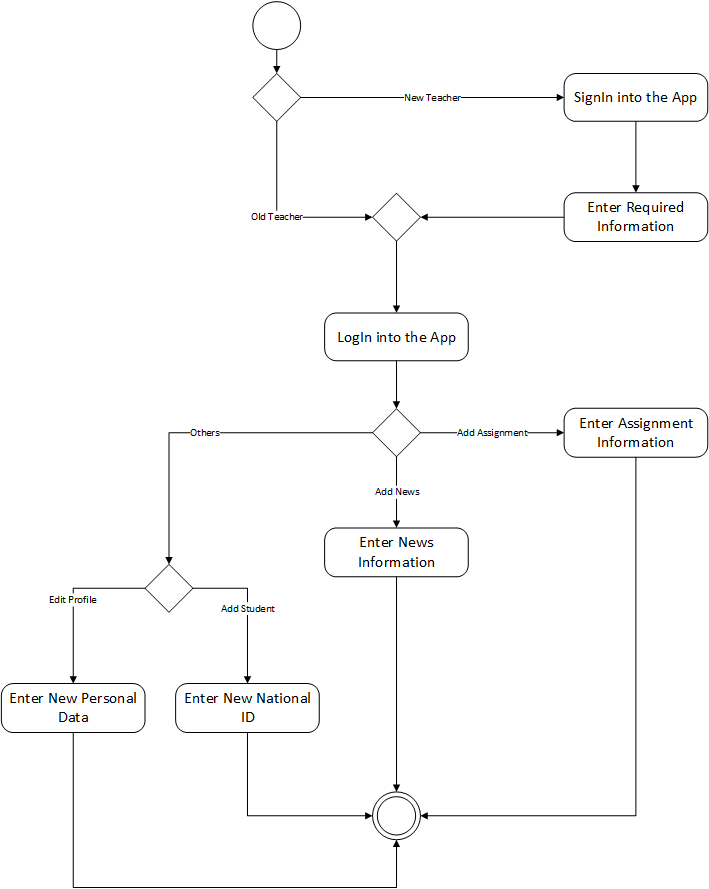 New Teacher
SignIn into the App
Old Teacher
Enter Required
Information
LogIn into the App
Others
Add Assignment
Enter Assignment
Information
Add News
Enter News
Information
Edit Profile
Add Student
Enter New Personal
Data
Enter New National
ID